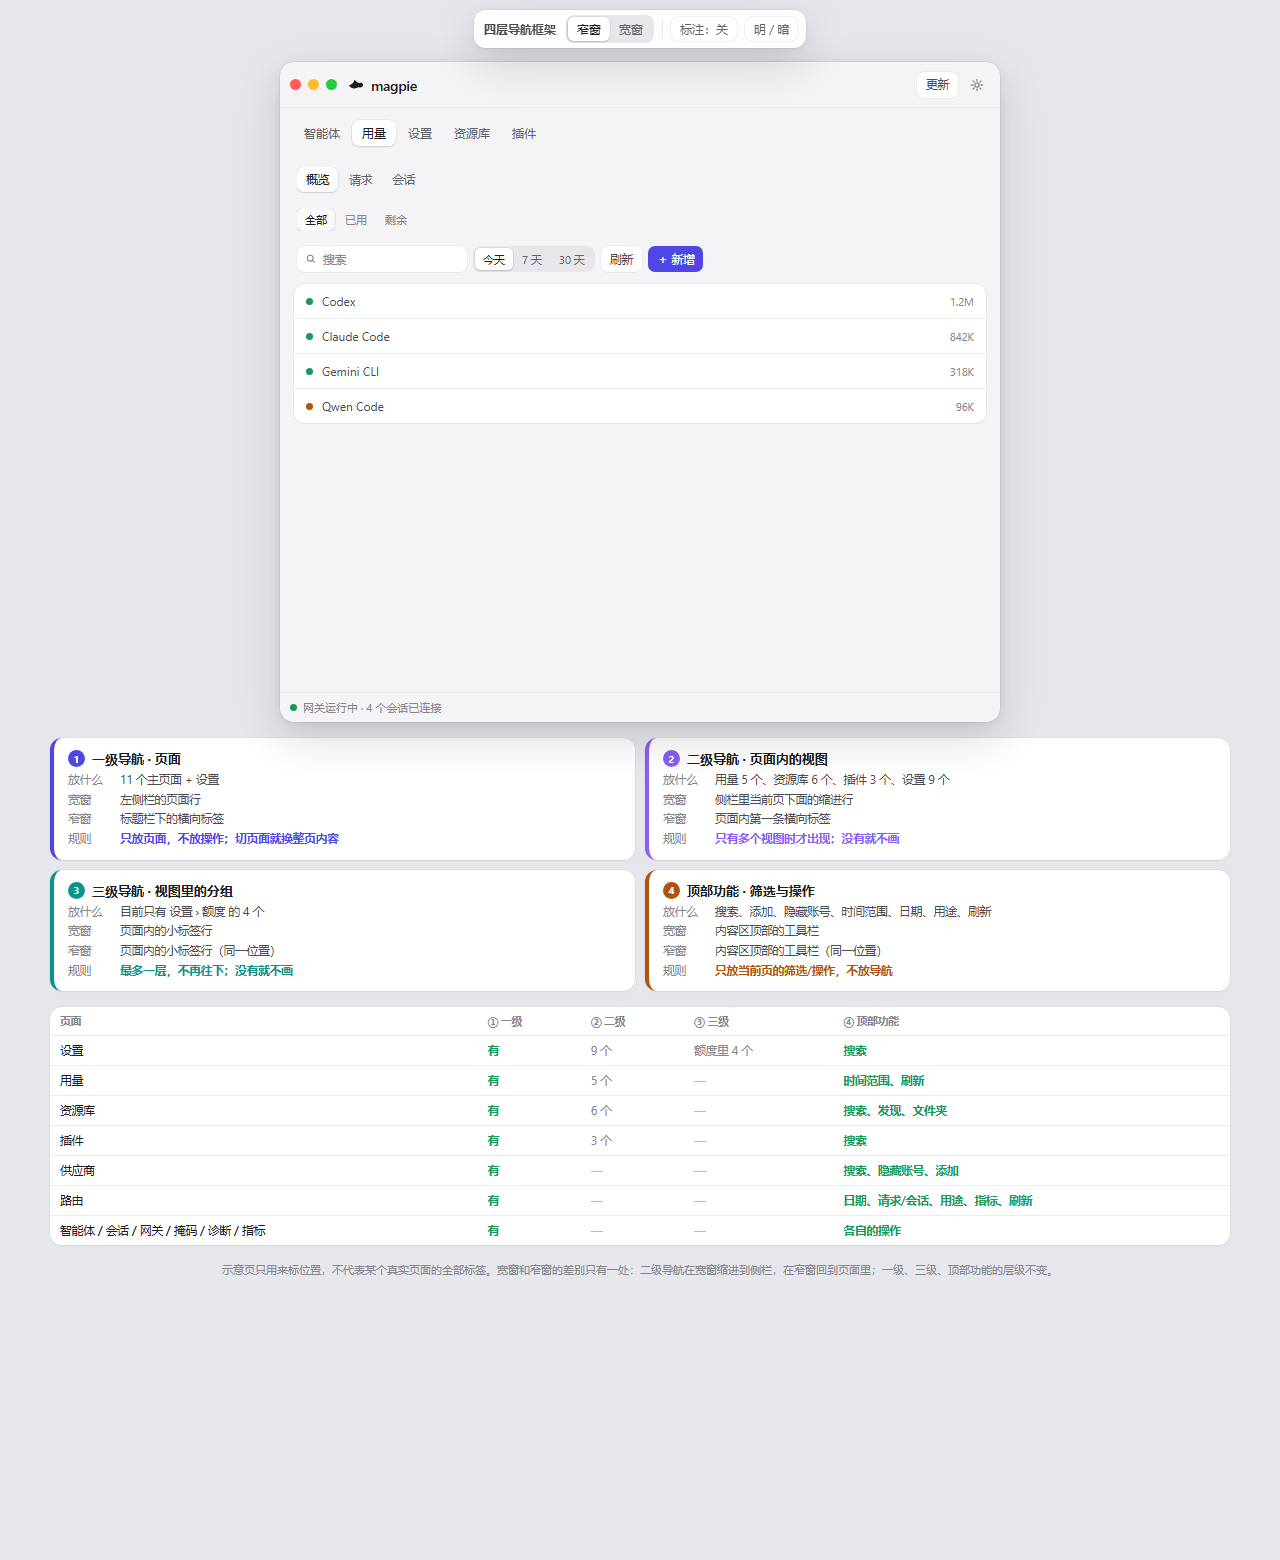 四层导航框架 窄窗 宽窗 标注：关 明 / 暗
magpie 更新
智能体 用量 设置 资源库 插件
概览 请求 会话
全部 已用 剩余
搜索 今天 7 天 30 天 刷新 + 新增
Codex 1.2M
Claude Code 842K
Gemini CLI 318K
Qwen Code 96K
网关运行中 · 4 个会话已连接
1 一级导航 · 页面
放什么 11 个主页面 + 设置
宽窗 左侧栏的页面行
窄窗 标题栏下的横向标签
规则 只放页面，不放操作；切页面就换整页内容
2 二级导航 · 页面内的视图
放什么 用量 5 个、资源库 6 个、插件 3 个、设置 9 个
宽窗 侧栏里当前页下面的缩进行
窄窗 页面内第一条横向标签
规则 只有多个视图时才出现；没有就不画
3 三级导航 · 视图里的分组
放什么 目前只有 设置 › 额度 的 4 个
宽窗 页面内的小标签行
窄窗 页面内的小标签行（同一位置）
规则 最多一层，不再往下；没有就不画
4 顶部功能 · 筛选与操作
放什么 搜索、添加、隐藏账号、时间范围、日期、用途、刷新
宽窗 内容区顶部的工具栏
窄窗 内容区顶部的工具栏（同一位置）
规则 只放当前页的筛选/操作，不放导航
页面 ① 一级 ② 二级 ③ 三级 ④ 顶部功能
设置 有 9 个 额度里 4 个 搜索
用量 有 5 个 — 时间范围、刷新
资源库 有 6 个 — 搜索、发现、文件夹
插件 有 3 个 — 搜索
供应商 有 — — 搜索、隐藏账号、添加
路由 有 — — 日期、请求/会话、用途、指标、刷新
智能体 / 会话 / 网关 / 掩码 / 诊断 / 指标 有 — — 各自的操作
示意页只用来标位置，不代表某个真实页面的全部标签。宽窗和窄窗的差别只有一处：二级导航在宽窗缩进到侧栏，在窄窗回到页面里；一级、三级、顶部功能的层级不变。